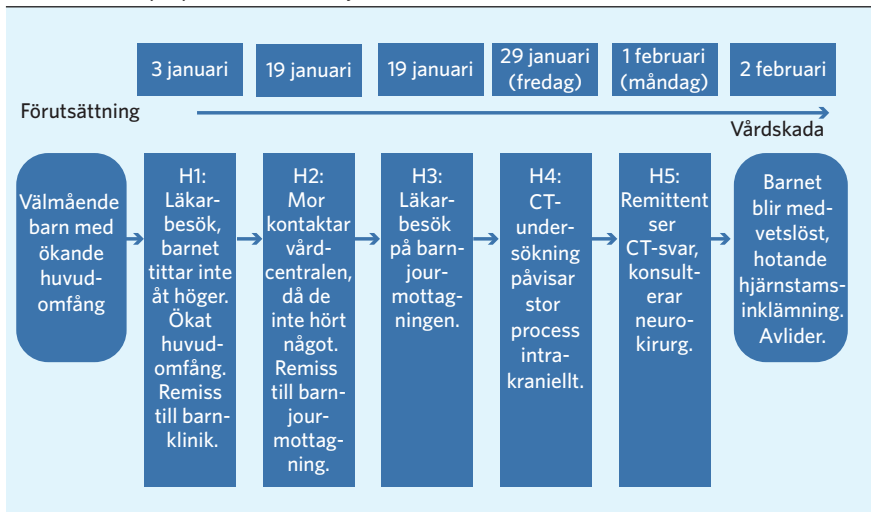 3 januari
19 januari
19 januari
29 januari
(fredag)
1 februari
(måndag)
2 februari
Förutsättning
Vårdskada
Välmående
barn med
ökande
huvud-
omfång
H1:
Läkar-
besök,
barnet
tittar inte
åt höger.
Ökat
huvud-
omfång.
Remiss
till barn-
klinik.
H2:
Mor
kontaktar
vård-
centralen,
då de
inte hört
något.
Remiss
till barn-
jour-
mottag-
ning.
H3:
Läkar-
besök
på barn-
jour-
mottag-
ningen.
H4:
CT-
under-
sökning
påvisar
stor
process
intra-
kraniellt.
H5:
Remittent
ser
CT-svar,
konsult-
erar
neuro-
kirurg.
Barnet
blir med-
vetslöst,
hotande
hjärnstams-
inklämning.
Avlider.